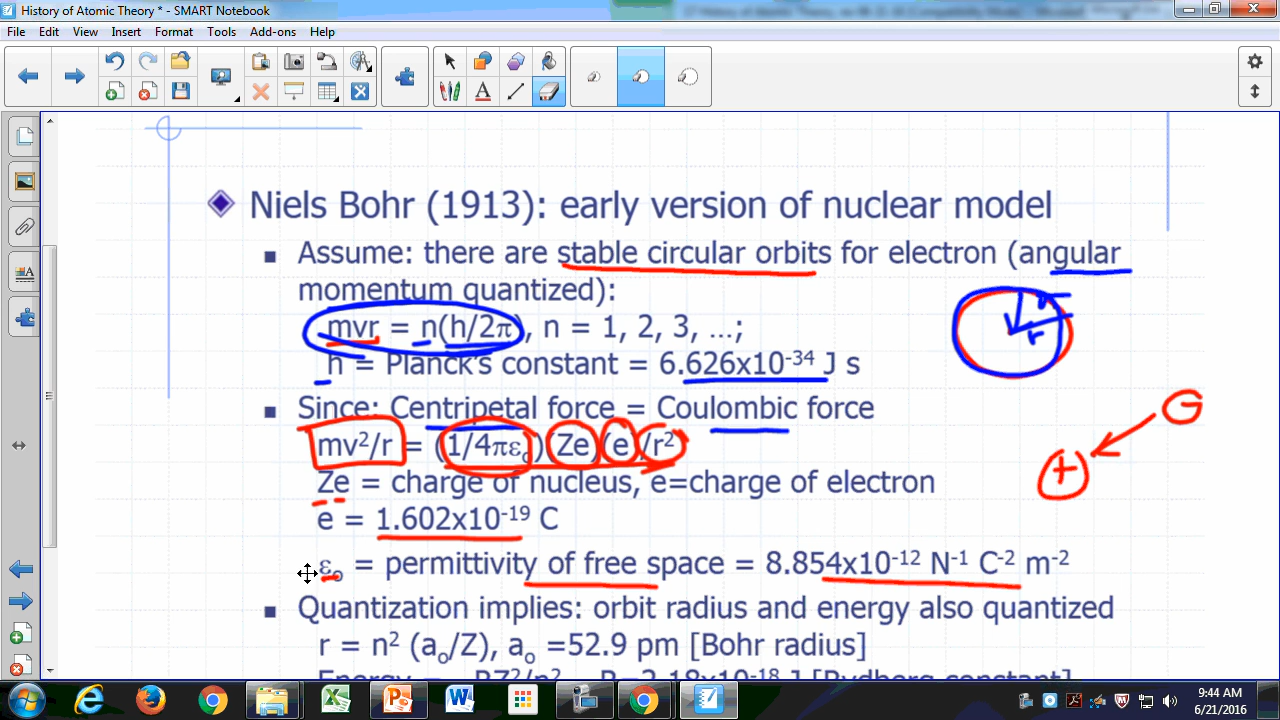 History of Atomic Theory * - SMART Notebook
File Edit View Insert Format Tools Add-ons Help
Niels Bohr (1913): early version of nuclear model
Assume: there are stable circular orbits for electron (angular
momentum quantized):
mvr = n(h/2π), n = 1, 2, 3, …;
h = Planck's constant = 6.626x10⁻³⁴ J s
r
Since: Centripetal force = Coulombic force
mv²/r = (1/4πεₒ)(Ze)(e)/r²
+
Ze = charge of nucleus, e=charge of electron
e = 1.602x10⁻¹⁹ C
εₒ = permittivity of free space = 8.854x10⁻¹² N⁻¹ C⁻² m⁻²
Quantization implies: orbit radius and energy also quantized
r = n² (aₒ/Z), aₒ =52.9 pm [Bohr radius]
9:44 AM
6/21/2016